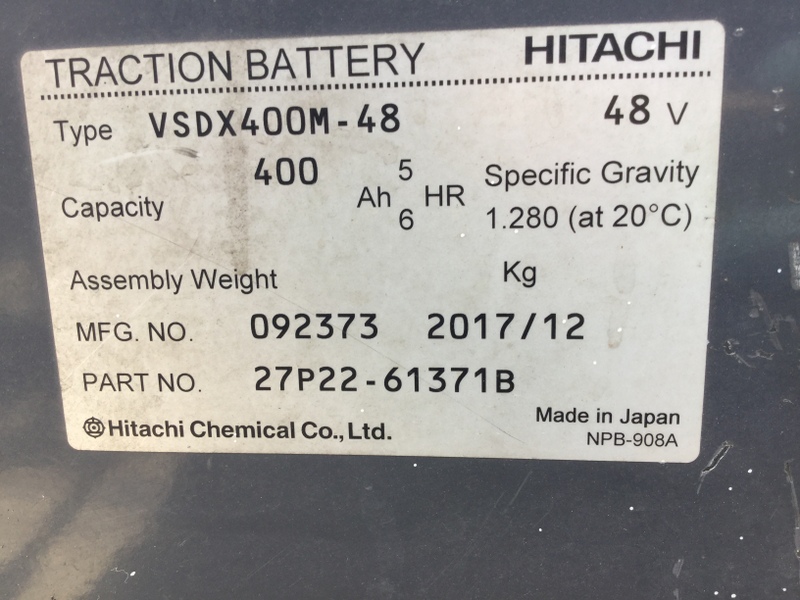 TRACTION BATTERY HITACHI
Type VSDX400M-48 48 V
Capacity 400 Ah 5 HR Specific Gravity
6 1.280 (at 20°C)
Assembly Weight Kg
MFG. NO. 092373 2017/12
PART NO. 27P22-61371B
Hitachi Chemical Co., Ltd. Made in Japan
NPB-908A